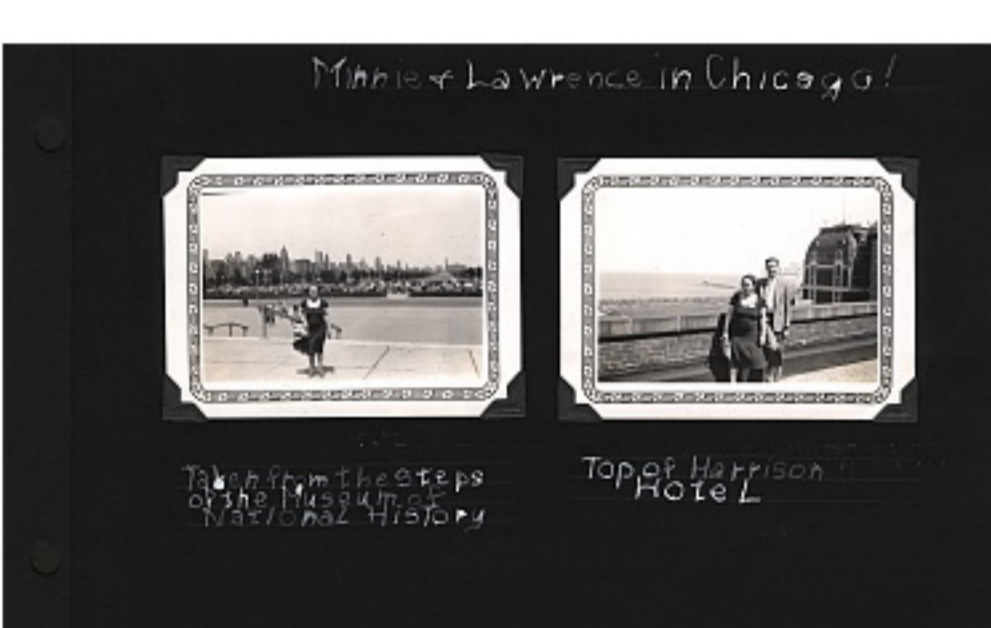 Minnie & Lawrence in Chicago!
Taken from the Steps
of the Museum of
National History
Top of Harrison
Hotel